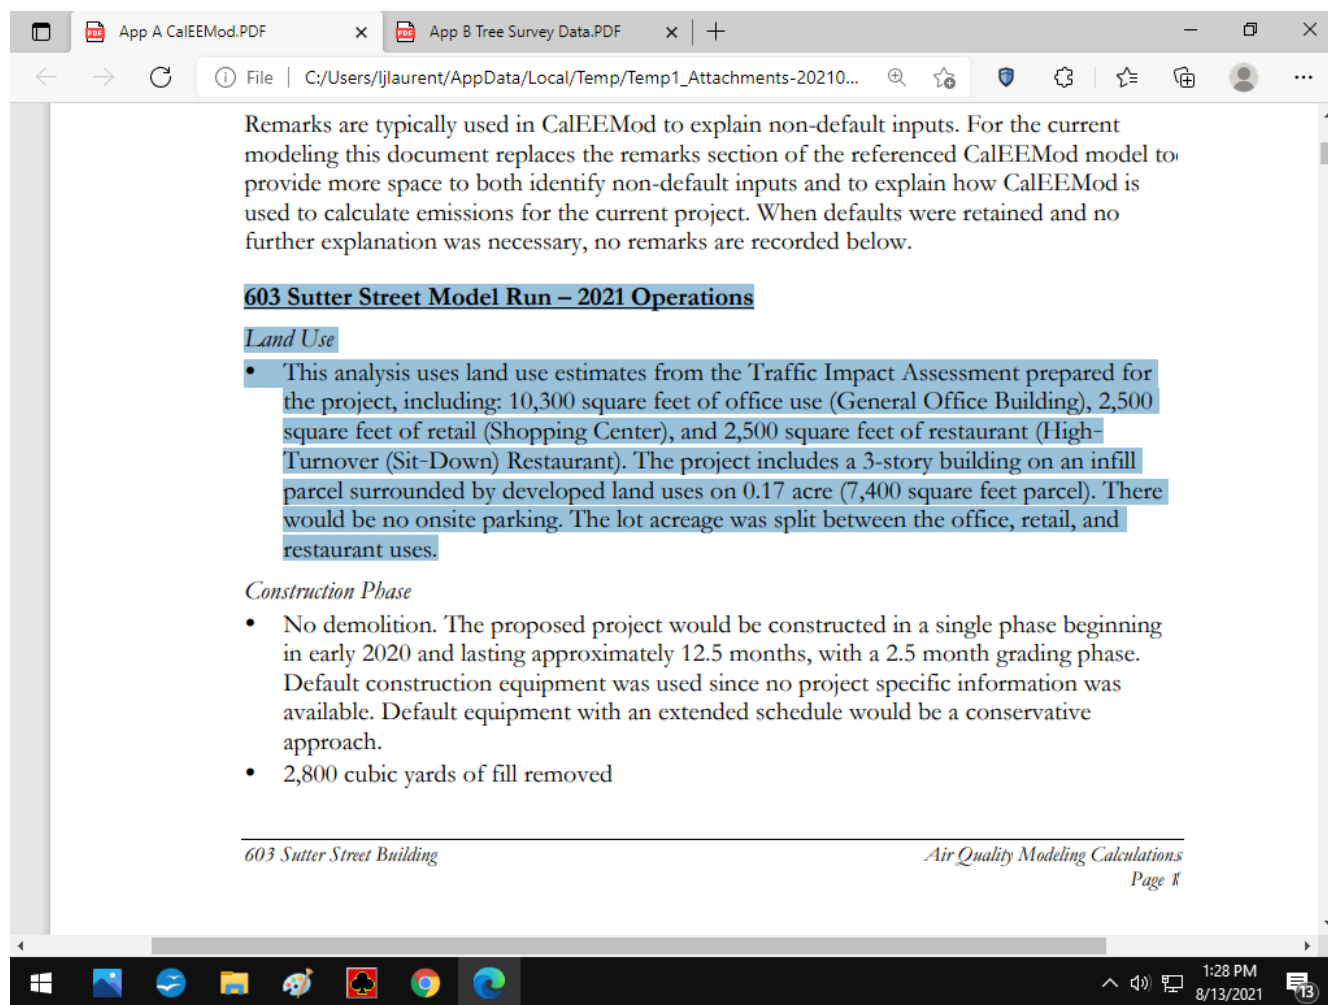 App A CalEEMod.PDF
App B Tree Survey Data.PDF
File
C:/Users/ljlaurent/AppData/Local/Temp/Temp1_Attachments-20210...
Remarks are typically used in CalEEMod to explain non-default inputs. For the current
modeling this document replaces the remarks section of the referenced CalEEMod model to
provide more space to both identify non-default inputs and to explain how CalEEMod is
used to calculate emissions for the current project. When defaults were retained and no
further explanation was necessary, no remarks are recorded below.
603 Sutter Street Model Run – 2021 Operations
Land Use
• This analysis uses land use estimates from the Traffic Impact Assessment prepared for
the project, including: 10,300 square feet of office use (General Office Building), 2,500
square feet of retail (Shopping Center), and 2,500 square feet of restaurant (High-
Turnover (Sit-Down) Restaurant). The project includes a 3-story building on an infill
parcel surrounded by developed land uses on 0.17 acre (7,400 square feet parcel). There
would be no onsite parking. The lot acreage was split between the office, retail, and
restaurant uses.
Construction Phase
• No demolition. The proposed project would be constructed in a single phase beginning
in early 2020 and lasting approximately 12.5 months, with a 2.5 month grading phase.
Default construction equipment was used since no project specific information was
available. Default equipment with an extended schedule would be a conservative
approach.
• 2,800 cubic yards of fill removed
603 Sutter Street Building
Air Quality Modeling Calculations
Page
1:28 PM
8/13/2021
13